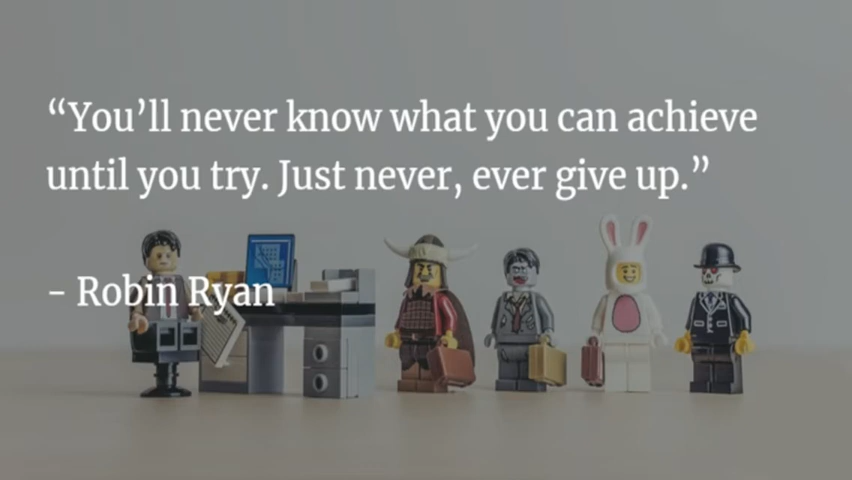 “You’ll never know what you can achieve
until you try. Just never, ever give up.”
- Robin Ryan